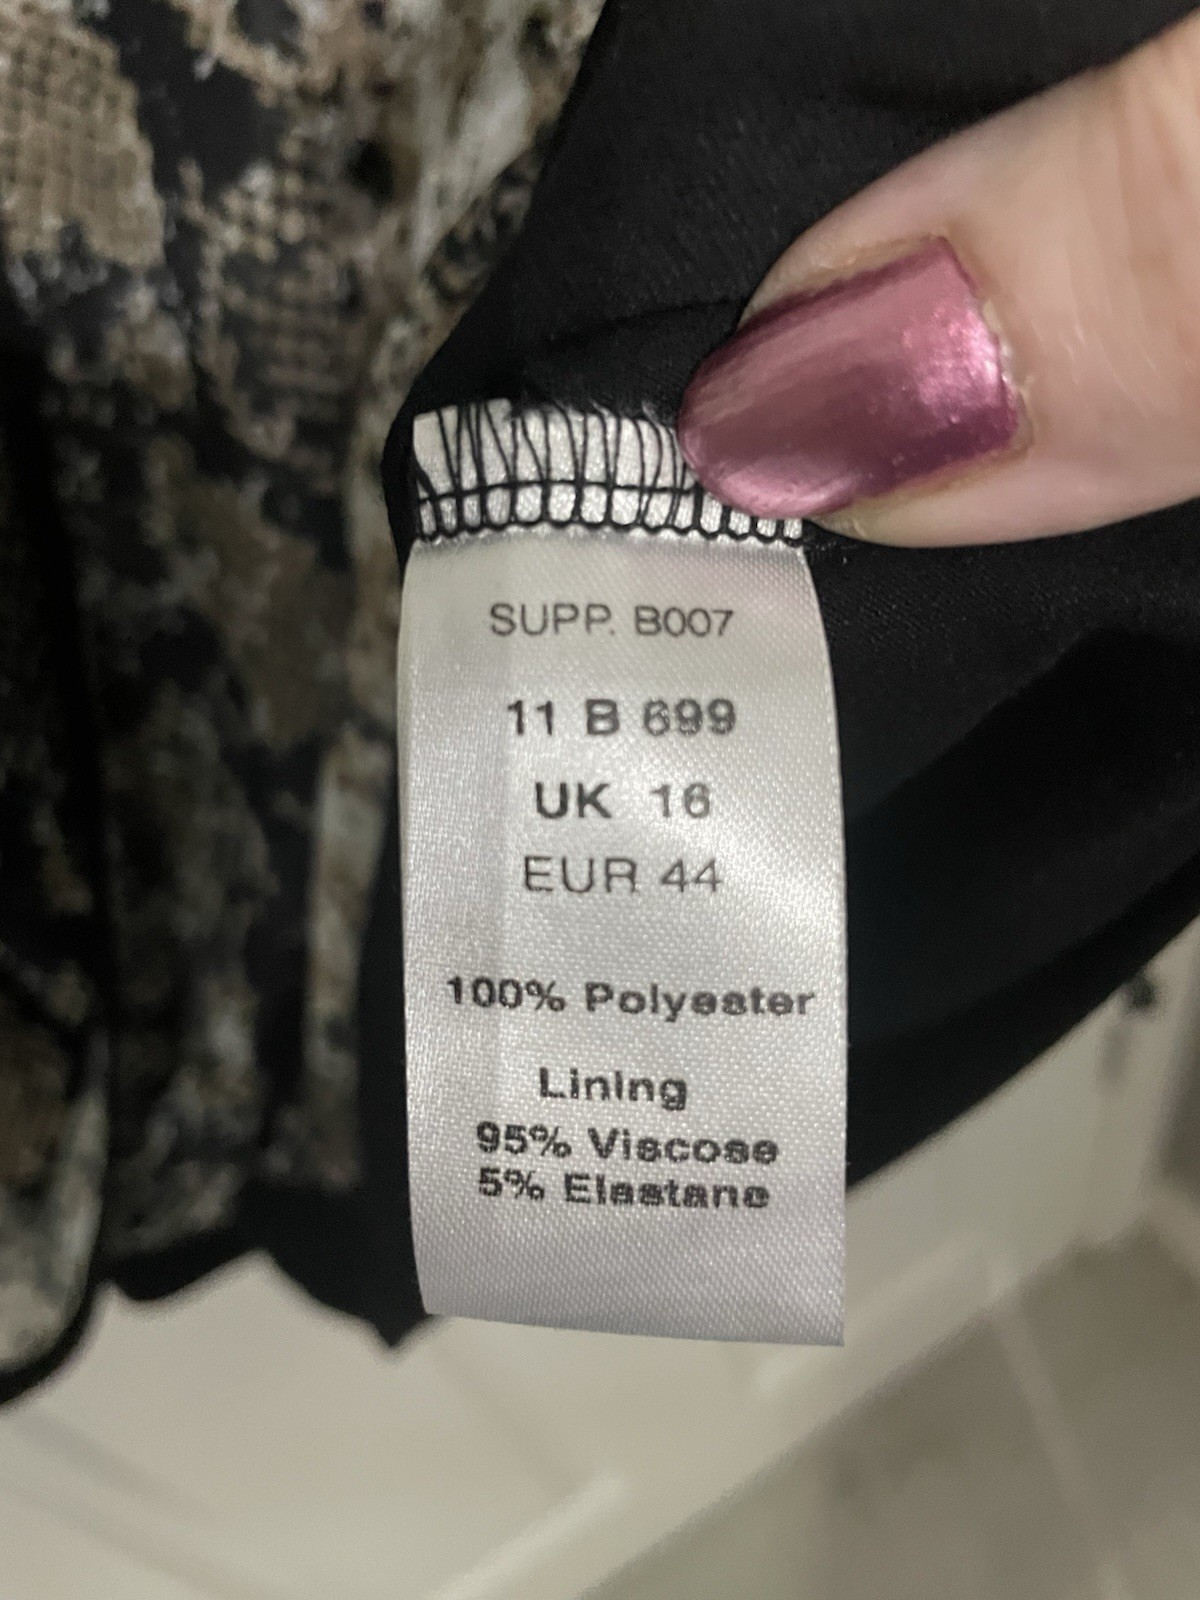 SUPP. B007
11 B 699
UK 16
EUR 44
100% Polyester
Lining
95% Viscose
5% Elastane